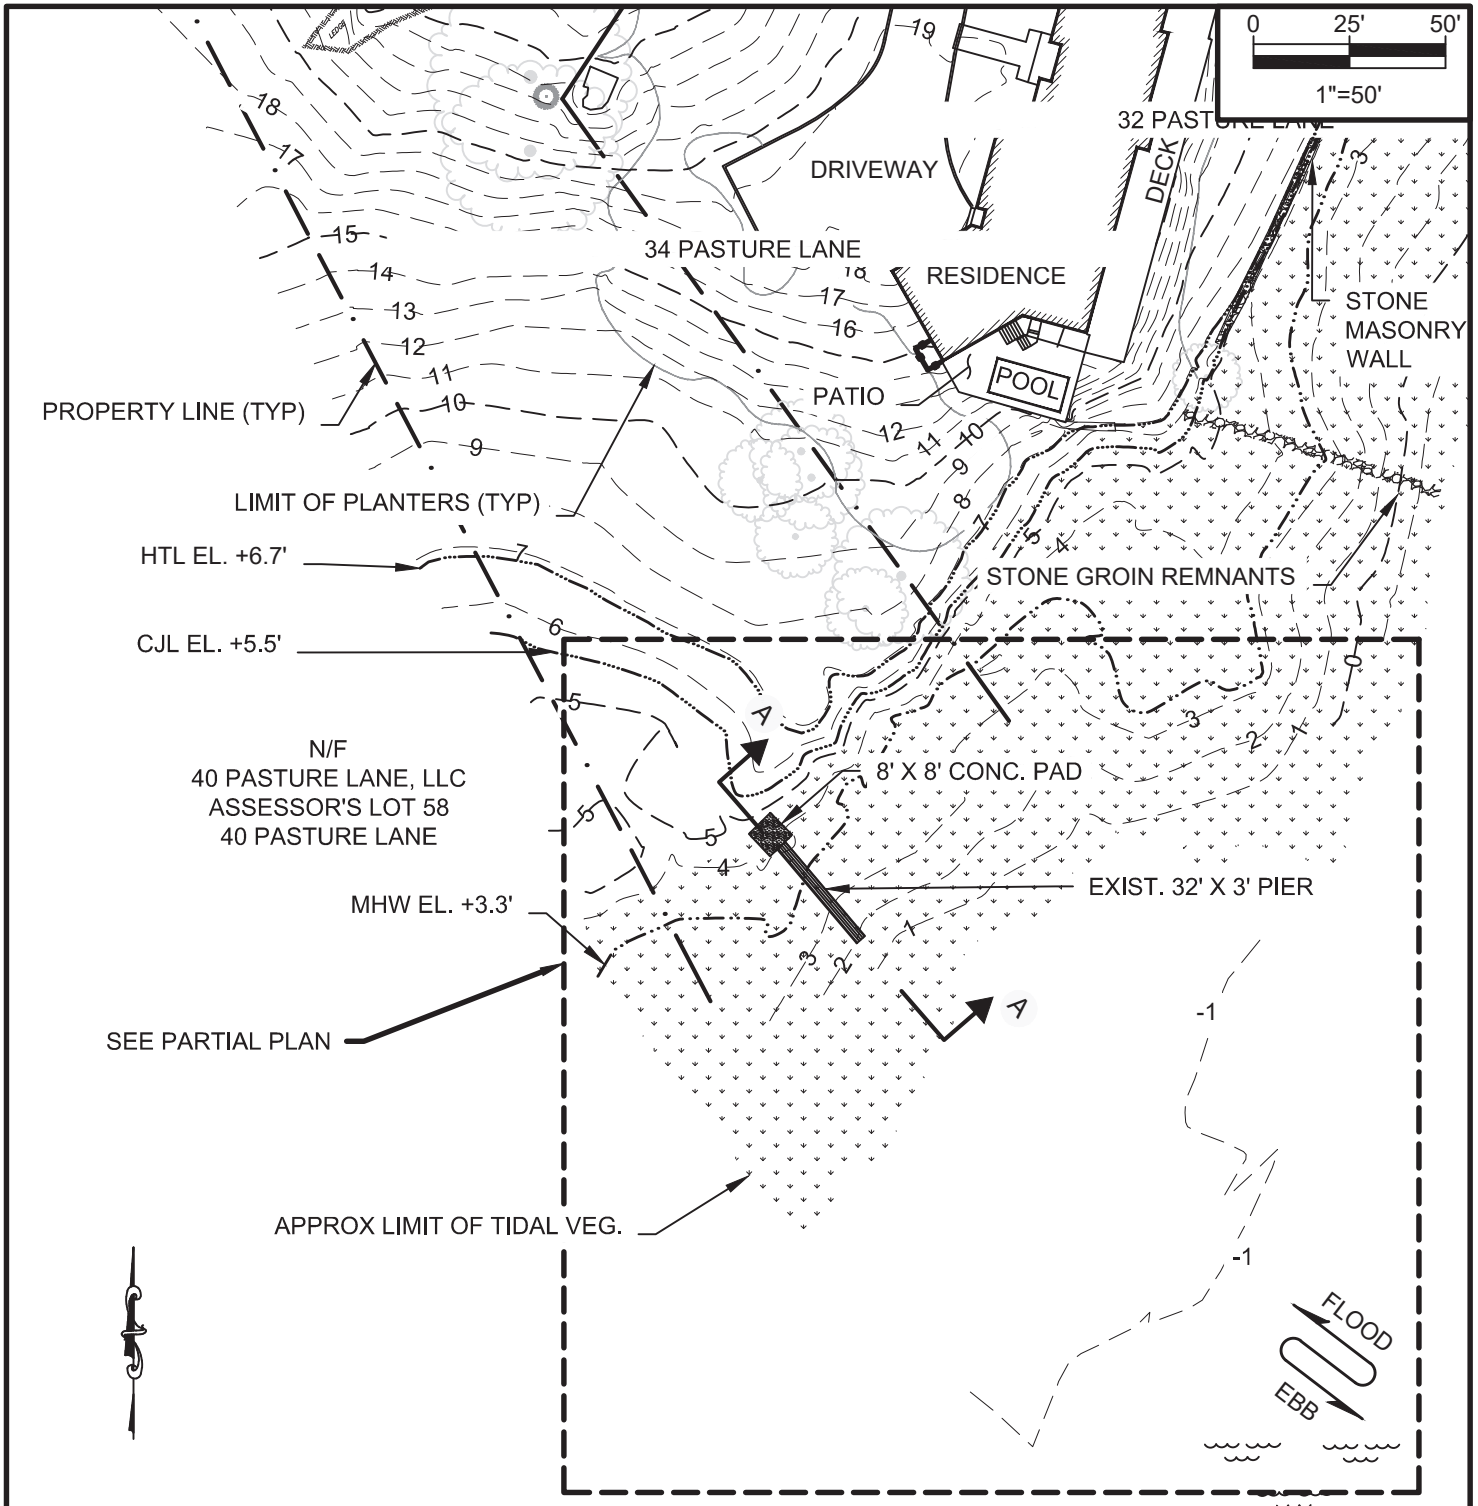 0 25' 50'
1"=50'
LEDGE
19
32 PASTURE LANE
18
17
DRIVEWAY
DECK
3
15
34 PASTURE LANE
14
18
RESIDENCE
17
13
16
STONE
MASONRY
WALL
12
11
POOL
10
PATIO
PROPERTY LINE (TYP)
12
11
10
9
9
8
LIMIT OF PLANTERS (TYP)
7
7
5
4
HTL EL. +6.7'
STONE GROIN REMNANTS
6
CJL EL. +5.5'
0
5
A
3
2
1
N/F
40 PASTURE LANE, LLC
ASSESSOR'S LOT 58
40 PASTURE LANE
8' X 8' CONC. PAD
5
5
4
EXIST. 32' X 3' PIER
MHW EL. +3.3'
1
3
2
A
-1
SEE PARTIAL PLAN
APPROX LIMIT OF TIDAL VEG.
-1
FLOOD
EBB